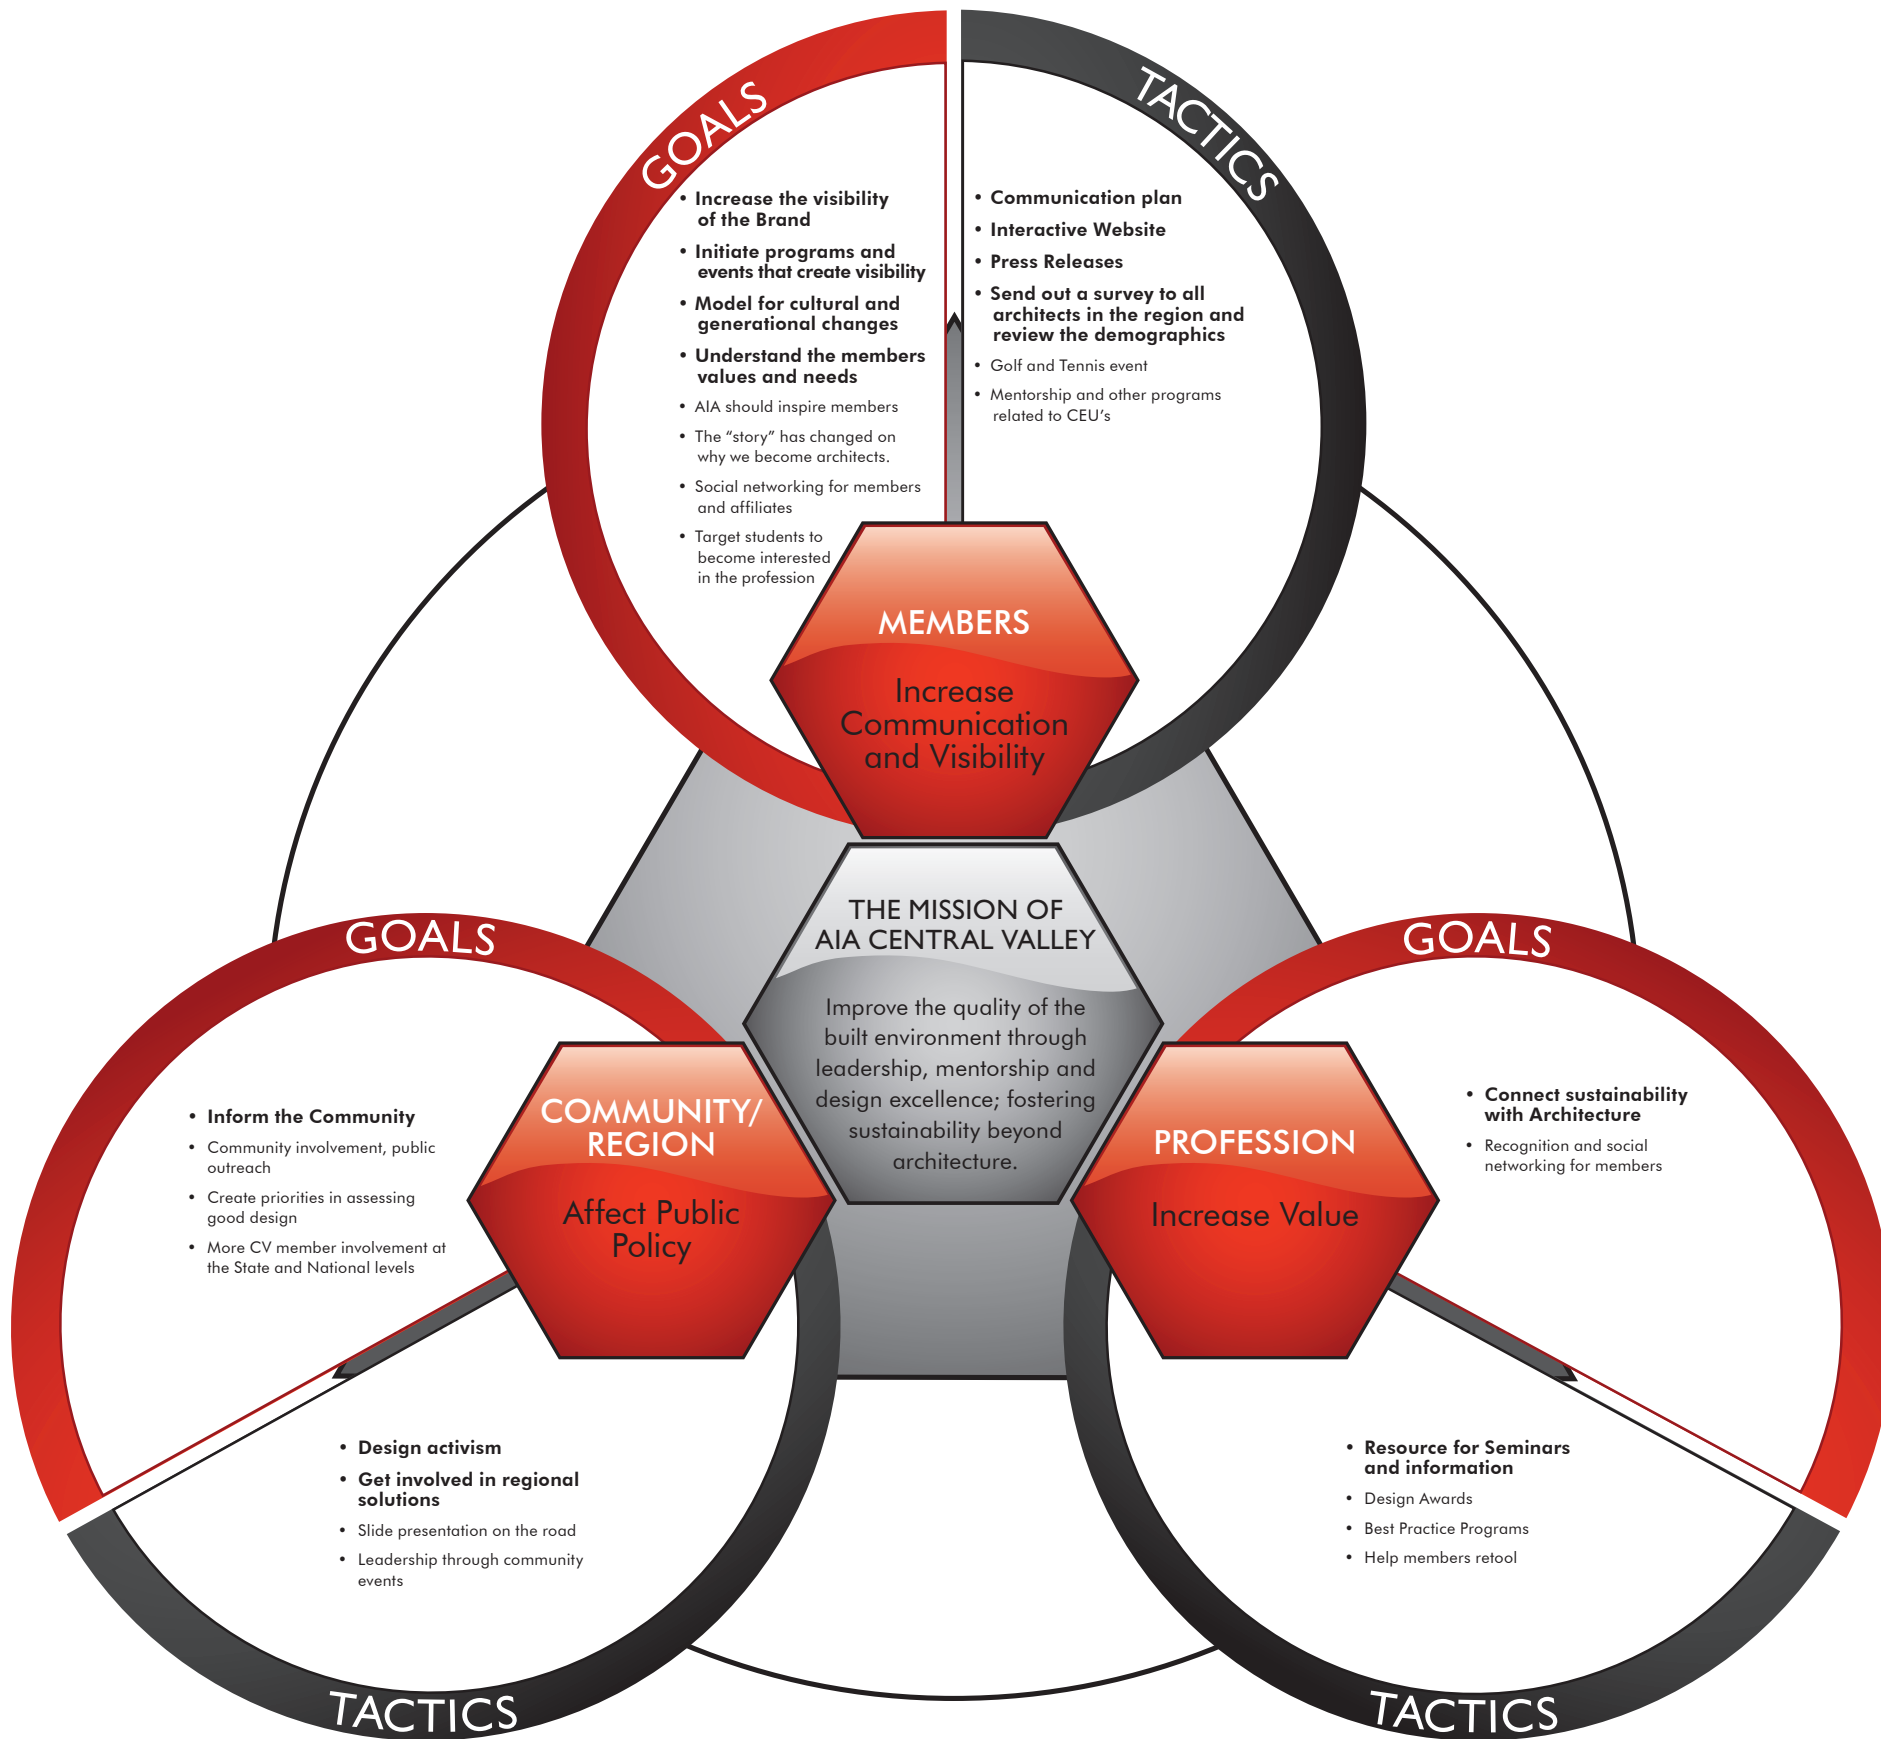 GOALS
• Increase the visibility
of the Brand
• Initiate programs and
events that create visibility
• Model for cultural and
generational changes
• Understand the members
values and needs
• AIA should inspire members
• The “story” has changed on
why we become architects.
• Social networking for members
and affiliates
• Target students to
become interested
in the profession
TACTICS
• Communication plan
• Interactive Website
• Press Releases
• Send out a survey to all
architects in the region and
review the demographics
• Golf and Tennis event
• Mentorship and other programs
related to CEU’s
MEMBERS
Increase
Communication
and Visibility
THE MISSION OF
AIA CENTRAL VALLEY
Improve the quality of the
built environment through
leadership, mentorship and
design excellence; fostering
sustainability beyond
architecture.
GOALS
• Inform the Community
• Community involvement, public
outreach
• Create priorities in assessing
good design
• More CV member involvement at
the State and National levels
COMMUNITY/
REGION
Affect Public
Policy
• Design activism
• Get involved in regional
solutions
• Slide presentation on the road
• Leadership through community
events
TACTICS
GOALS
• Connect sustainability
with Architecture
• Recognition and social
networking for members
PROFESSION
Increase Value
• Resource for Seminars
and information
• Design Awards
• Best Practice Programs
• Help members retool
TACTICS